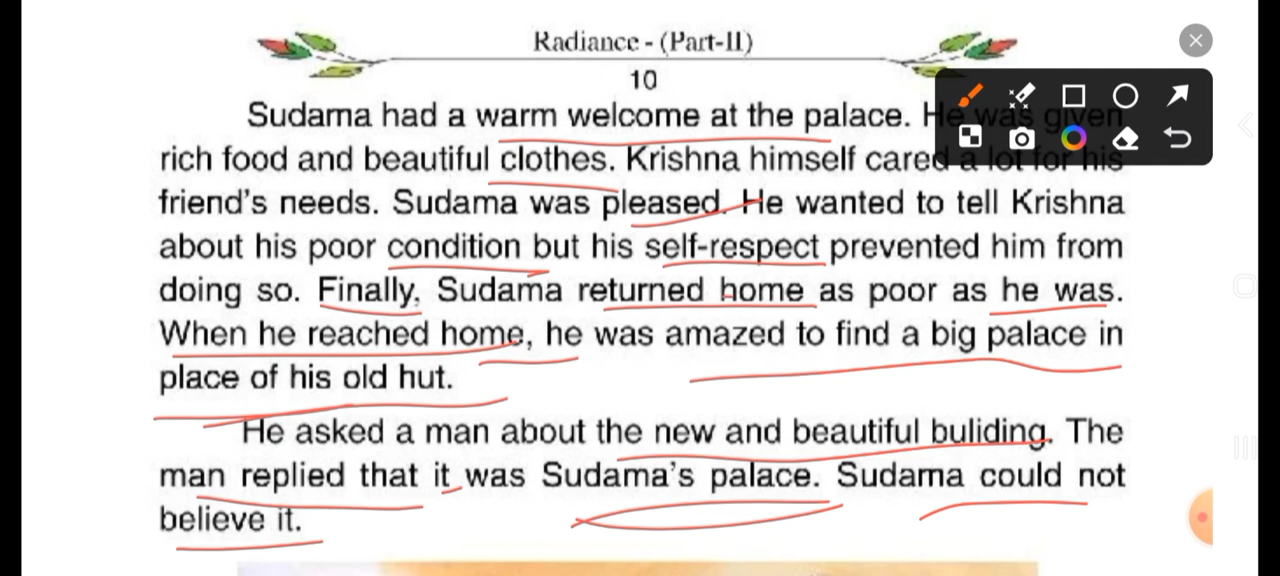 Radiance - (Part-II)
10
Sudama had a warm welcome at the palace. He was given
rich food and beautiful clothes. Krishna himself cared a lot for his
friend's needs. Sudama was pleased. He wanted to tell Krishna
about his poor condition but his self-respect prevented him from
doing so. Finally, Sudama returned home as poor as he was.
When he reached home, he was amazed to find a big palace in
place of his old hut.
He asked a man about the new and beautiful buliding. The
man replied that it was Sudama's palace. Sudama could not
believe it.